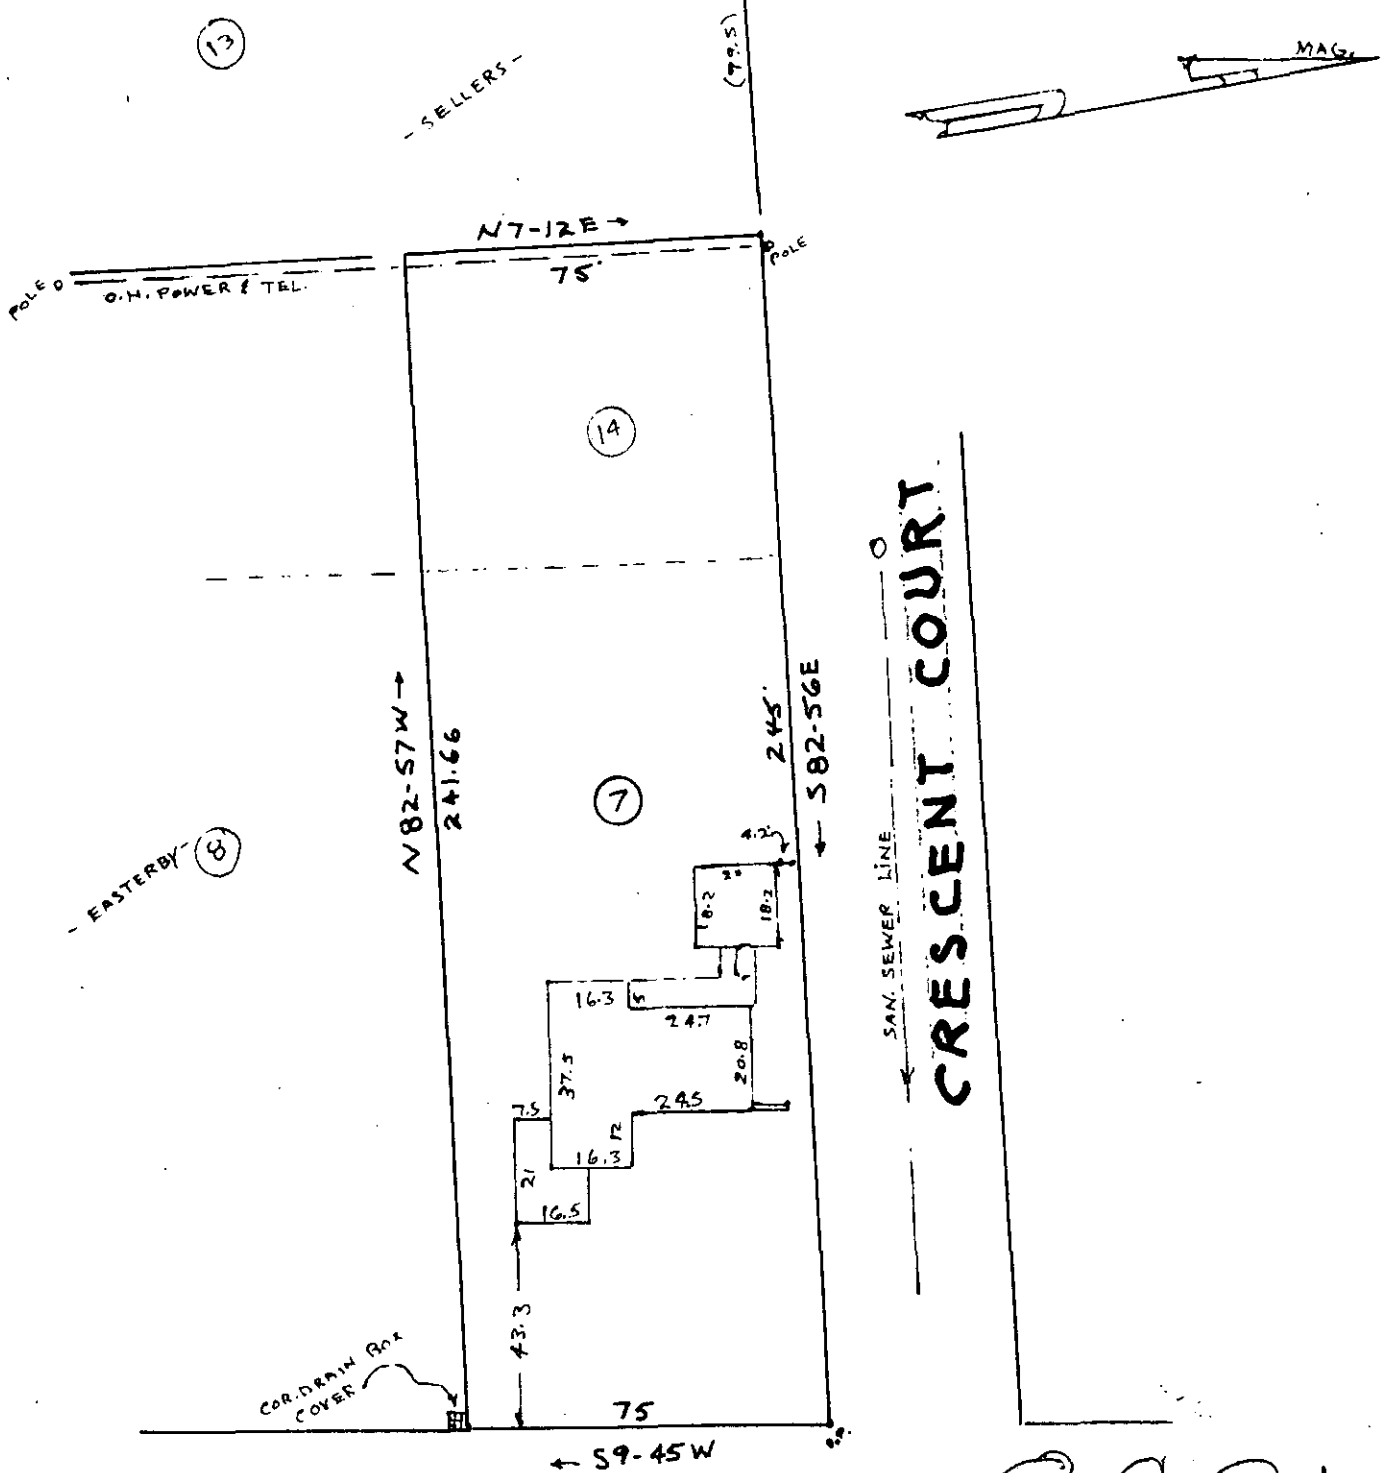 13
- SELLERS -
MAG.
N7-12E →
75'
POLE
POLE
O.H. POWER & TEL.
14
N82-57W →
241.66
245'
← S82-56E
CRESCENT COURT
SAN. SEWER LINE
7
- EASTERBY -
8
4.2'
20
18.2
18.2
16.3
5
24.7
37.5
20.8
7.5
24.5
12
16.3
21
16.5
43.3
COR. DRAIN BOX
COVER
75
← S9-45W